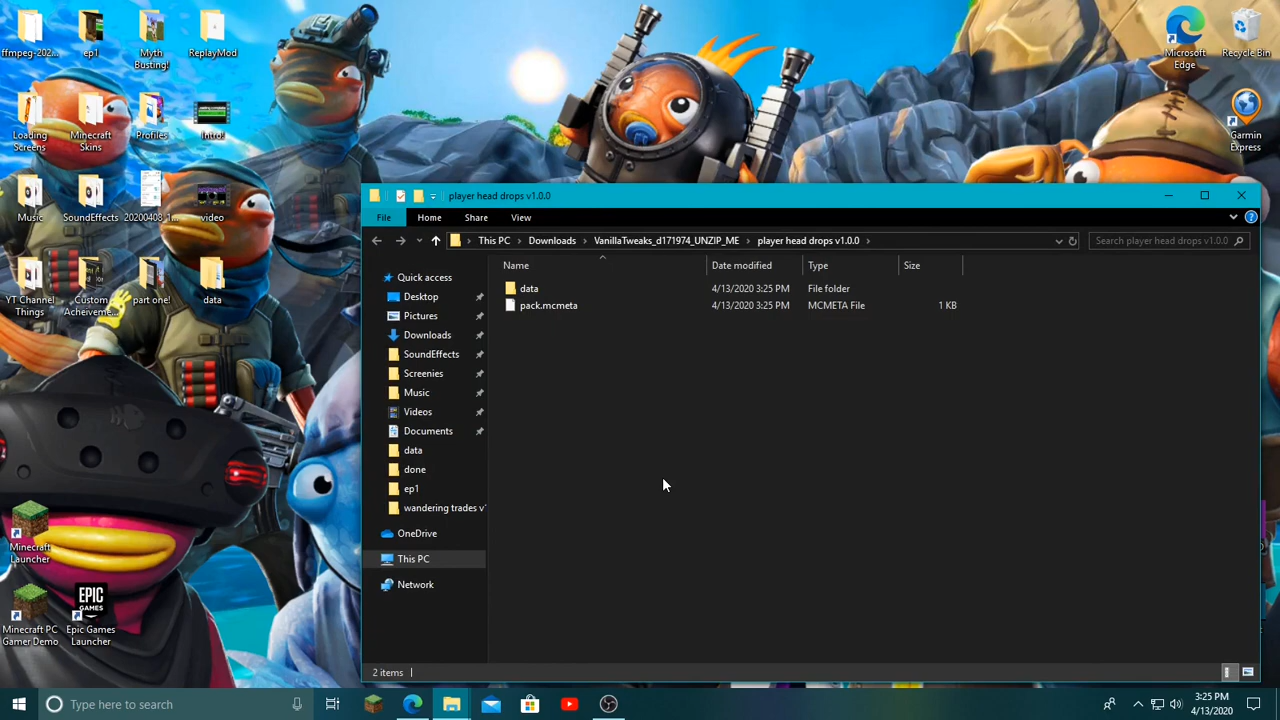 ffmpeg-202...
ep1
Myth
Busting!
ReplayMod
Loading
Screens
Minecraft
Skins
Profiles
Intro!
Music
SoundEffects
20200408_1...
video
YT Channel
Things
Custom
Acheiveme...
part one!
data
Minecraft
Launcher
Minecraft PC
Gamer Demo
EPIC
GAMES
Epic Games
Launcher
Microsoft
Edge
Recycle Bin
Garmin
Express
player head drops v1.0.0
File
Home
Share
View
This PC > Downloads > VanillaTweaks_d171974_UNZIP_ME > player head drops v1.0.0 >
Search player head drops v1.0.0
Name
Date modified
Type
Size
data
4/13/2020 3:25 PM
File folder
pack.mcmeta
4/13/2020 3:25 PM
MCMETA File
1 KB
Quick access
Desktop
Pictures
Downloads
SoundEffects
Screenies
Music
Videos
Documents
data
done
ep1
wandering trades v
OneDrive
This PC
Network
2 items
Type here to search
3:25 PM
4/13/2020